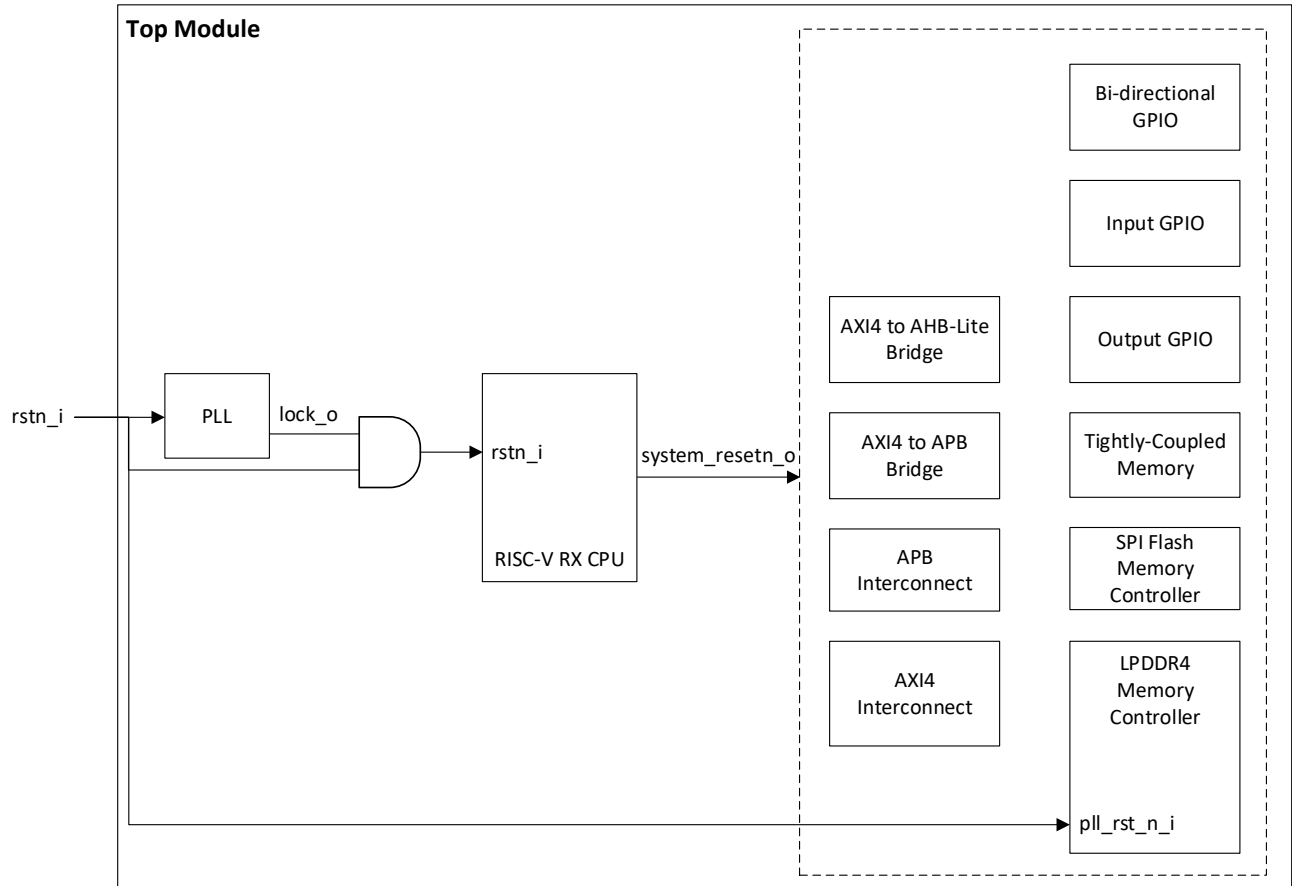 Top Module
Bi-directional
GPIO
Input GPIO
AXI4 to AHB-Lite
Bridge
Output GPIO
rstn_i
PLL
lock_o
rstn_i
RISC-V RX CPU
system_resetn_o
AXI4 to APB
Bridge
Tightly-Coupled
Memory
APB
Interconnect
SPI Flash
Memory
Controller
AXI4
Interconnect
LPDDR4
Memory
Controller
pll_rst_n_i